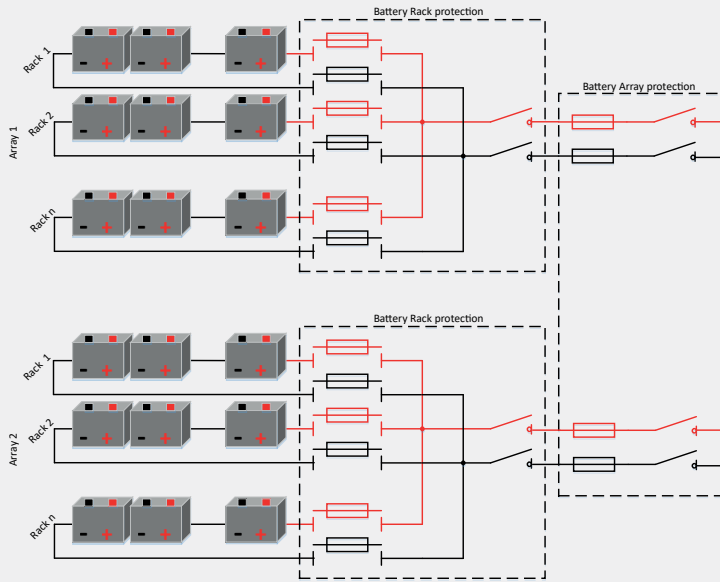 Battery Rack protection
Rack 1
Battery Array protection
Rack 2
Array 1
Rack n
Battery Rack protection
Rack 1
Rack 2
Array 2
Rack n